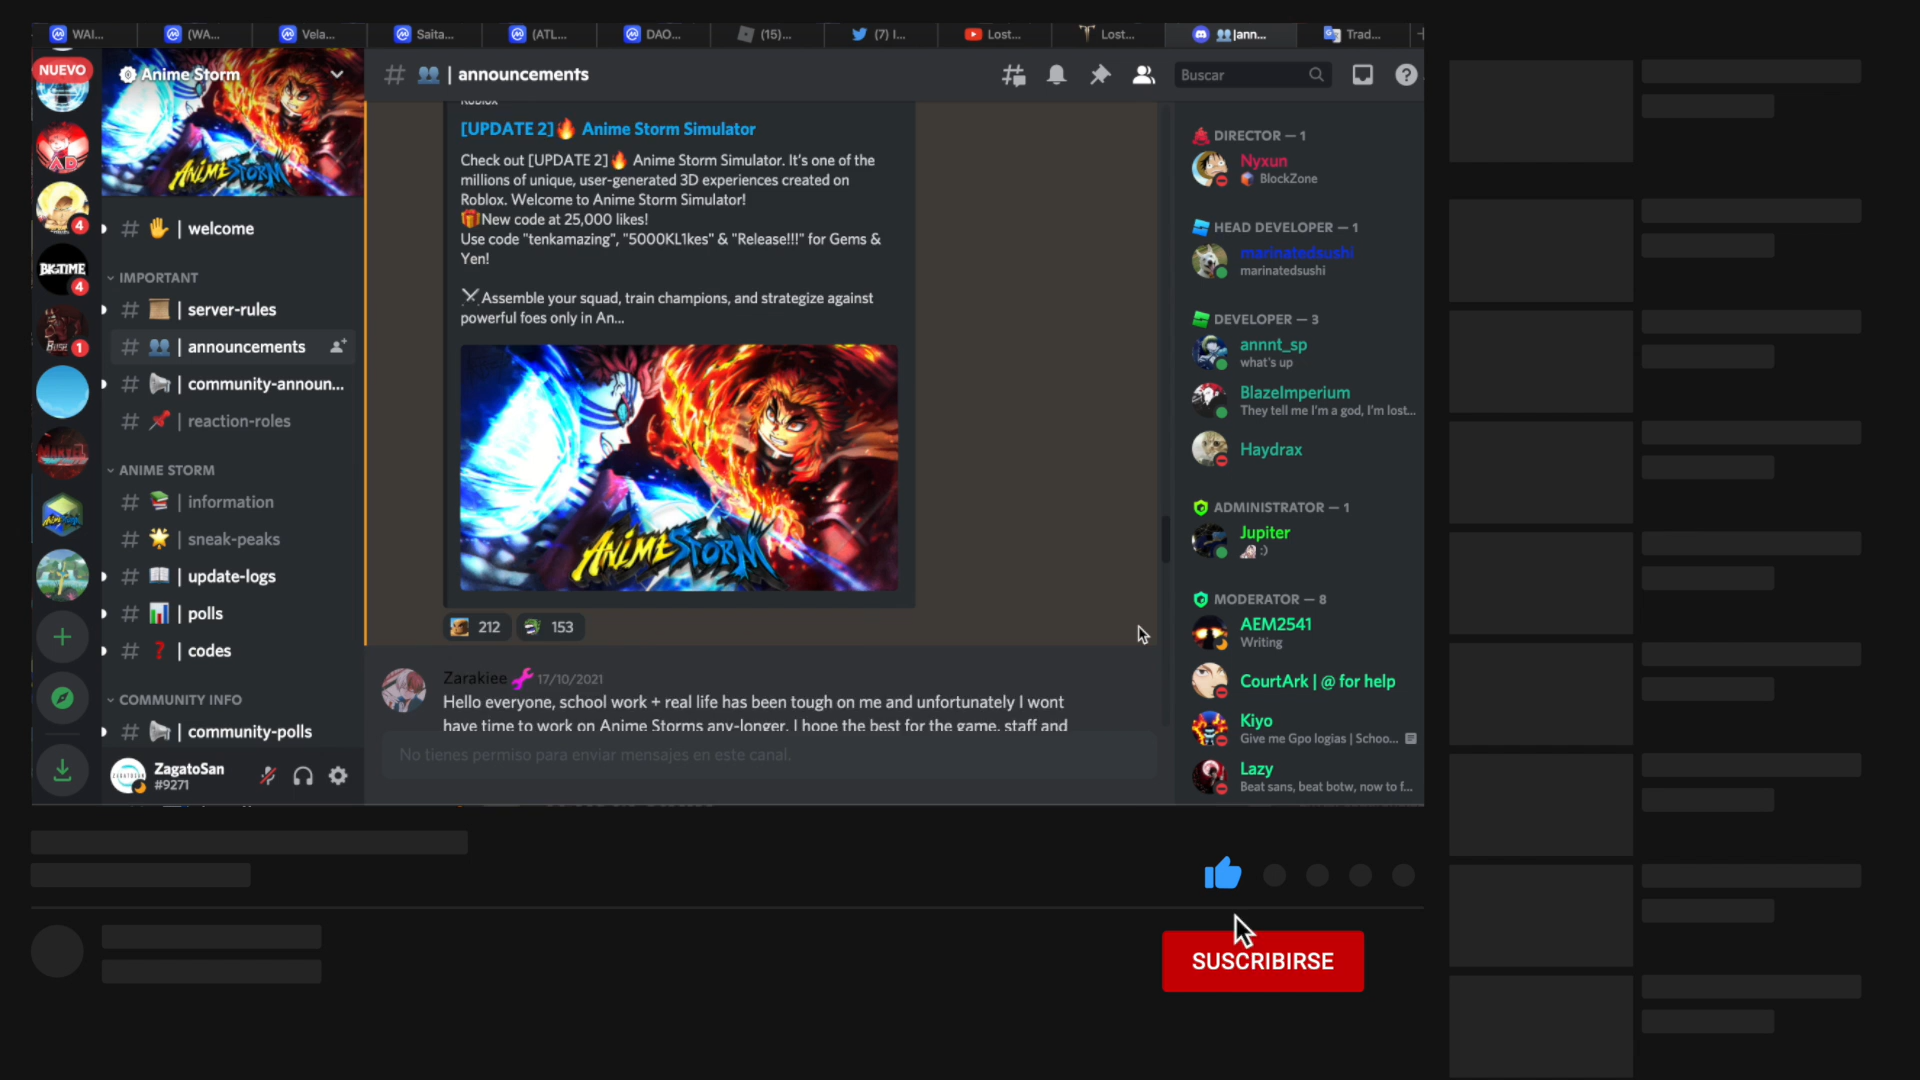 WAI...
(WA...
Vela...
Saita...
(ATL...
DAO...
(15)...
(7) I...
Lost...
Lost...
|ann...
Trad...
NUEVO
Anime Storm
# | announcements
Buscar
AD
4
BIGTIME
4
1
ANIME STORM
# | welcome
IMPORTANT
# | server-rules
# | announcements
# | community-announ...
# | reaction-roles
ANIME STORM
# | information
# | sneak-peaks
# | update-logs
# | polls
# | codes
COMMUNITY INFO
# | community-polls
ZagatoSan
#9271
Roblox
[UPDATE 2]🔥 Anime Storm Simulator
Check out [UPDATE 2]🔥 Anime Storm Simulator. It's one of the
millions of unique, user-generated 3D experiences created on
Roblox. Welcome to Anime Storm Simulator!
🎁New code at 25,000 likes!
Use code "tenkamazing", "5000KL1kes" & "Release!!!" for Gems &
Yen!
⚔Assemble your squad, train champions, and strategize against
powerful foes only in An...
ANIME STORM
212
153
Zarakiee 17/10/2021
Hello everyone, school work + real life has been tough on me and unfortunately I wont
have time to work on Anime Storms any-longer. I hope the best for the game, staff and
No tienes permiso para enviar mensajes en este canal.
DIRECTOR — 1
Nyxun
BlockZone
HEAD DEVELOPER — 1
marinatedsushi
marinatedsushi
DEVELOPER — 3
annnt_sp
what's up
BlazeImperium
They tell me I'm a god, I'm lost...
Haydrax
ADMINISTRATOR — 1
Jupiter
:)
MODERATOR — 8
AEM2541
Writing
CourtArk | @ for help
Kiyo
Give me Gpo logias | Schoo...
Lazy
Beat sans, beat botw, now to f...
SUSCRIBIRSE